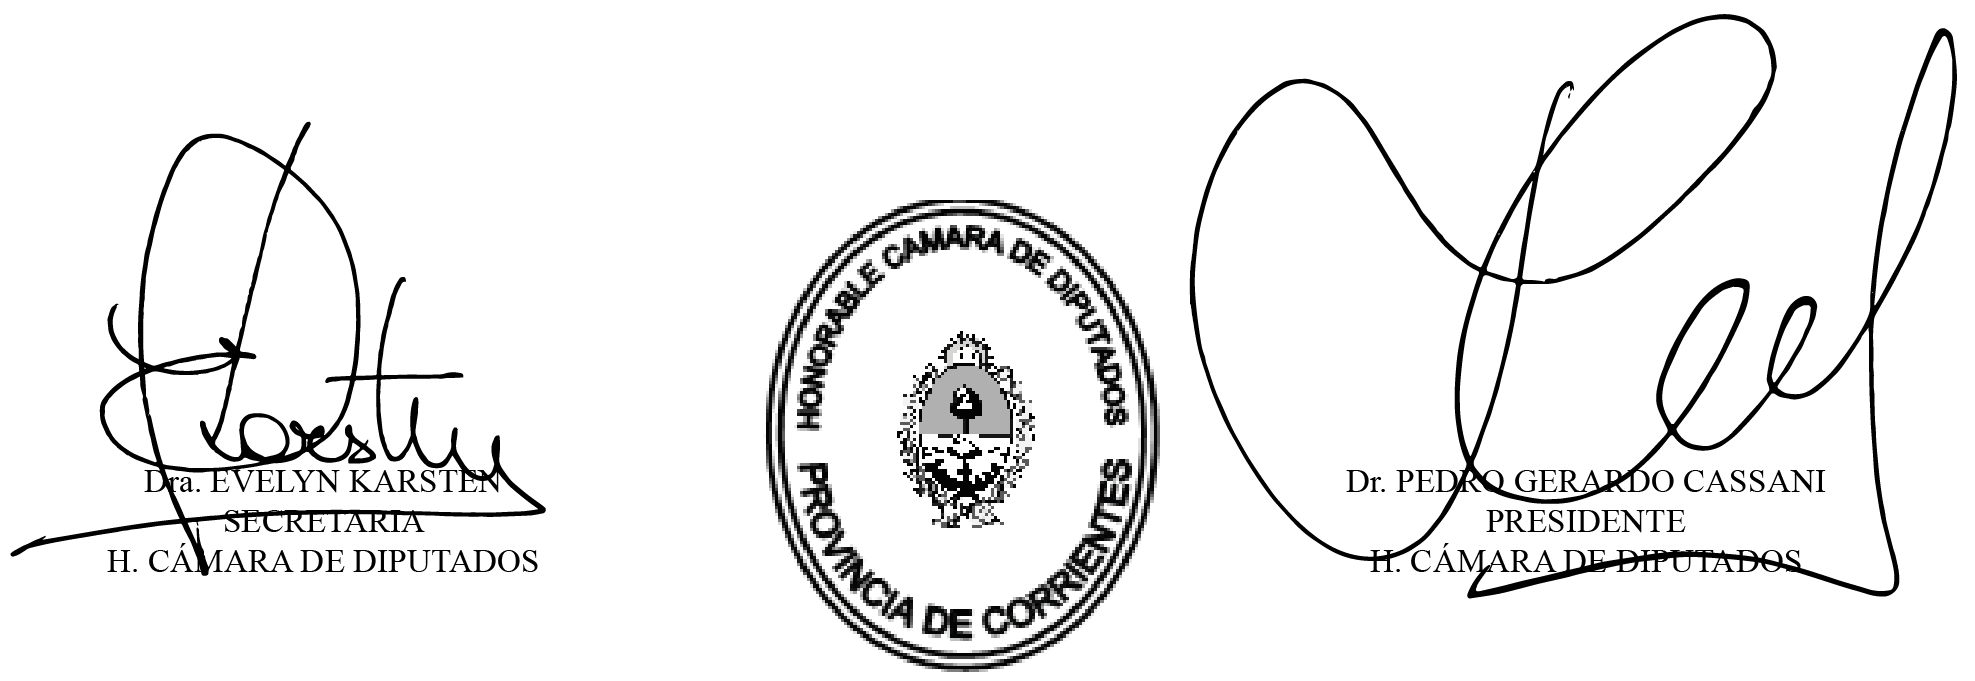 Karsten
Dra. EVELYN KARSTEN
SECRETARIA
H. CÁMARA DE DIPUTADOS
HONORABLE CAMARA DE DIPUTADOS
PROVINCIA DE CORRIENTES
Dr. PEDRO GERARDO CASSANI
PRESIDENTE
H. CÁMARA DE DIPUTADOS